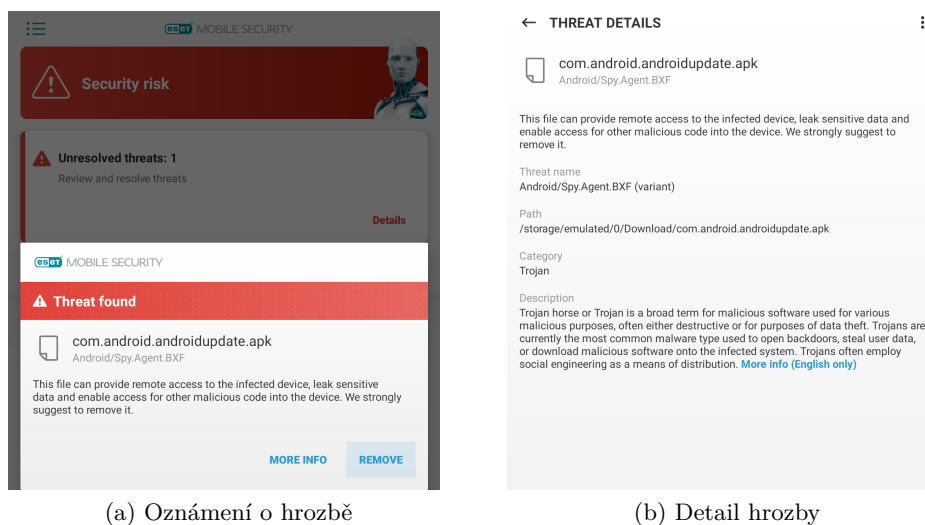 eset MOBILE SECURITY
Security risk
Unresolved threats: 1
Review and resolve threats
Details
eset MOBILE SECURITY
Threat found
com.android.androidupdate.apk
Android/Spy.Agent.BXF
This file can provide remote access to the infected device, leak sensitive
data and enable access for other malicious code into the device. We strongly
suggest to remove it.
MORE INFO REMOVE
(a) Oznámení o hrozbě
THREAT DETAILS
com.android.androidupdate.apk
Android/Spy.Agent.BXF
This file can provide remote access to the infected device, leak sensitive data and
enable access for other malicious code into the device. We strongly suggest to
remove it.
Threat name
Android/Spy.Agent.BXF (variant)
Path
/storage/emulated/0/Download/com.android.androidupdate.apk
Category
Trojan
Description
Trojan horse or Trojan is a broad term for malicious software used for various
malicious purposes, often either destructive or for purposes of data theft. Trojans are
currently the most common malware type used to open backdoors, steal user data,
or download malicious software onto the infected system. Trojans often employ
social engineering as a means of distribution. More info (English only)
(b) Detail hrozby